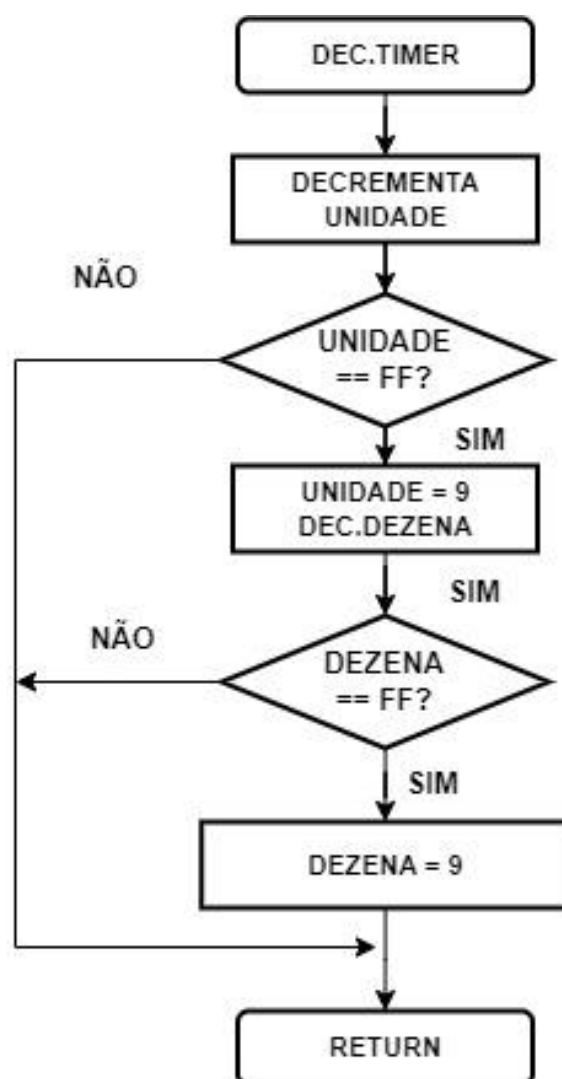 DEC.TIMER
DECREMENTA
UNIDADE
NÃO
UNIDADE
== FF?
SIM
UNIDADE = 9
DEC.DEZENA
SIM
NÃO
DEZENA
== FF?
SIM
DEZENA = 9
RETURN